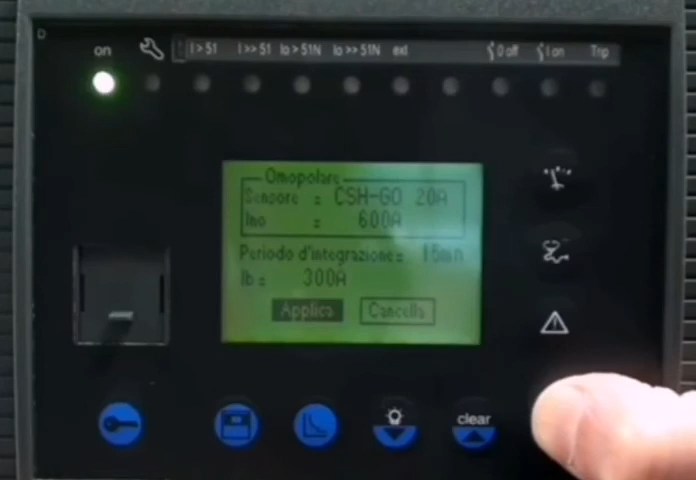 on I > 51 I >> 51 Io > 51N Io >> 51N ext 0 off I on Trip
Omopolare
Sensore : CSH-GO 20A
Ino : 600A
Periodo d'integrazione= 15mn
Ib = 300A
Applica Cancella
clear